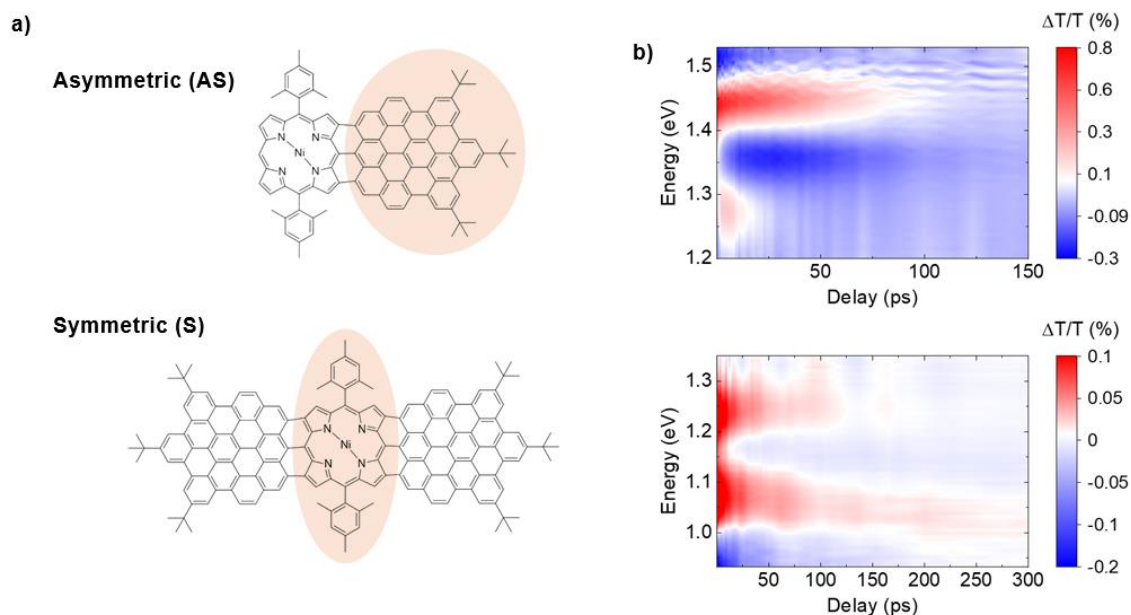 a)
Asymmetric (AS)
N
N
Ni
N
N
Symmetric (S)
N
N
Ni
N
N
b)
ΔT/T (%)
1.5
1.4
1.3
1.2
Energy (eV)
50
100
150
Delay (ps)
0.8
0.6
0.3
0.1
-0.09
-0.3
ΔT/T (%)
1.3
1.2
1.1
1.0
Energy (eV)
50
100
150
200
250
300
Delay (ps)
0.1
0.05
0
-0.05
-0.1
-0.2